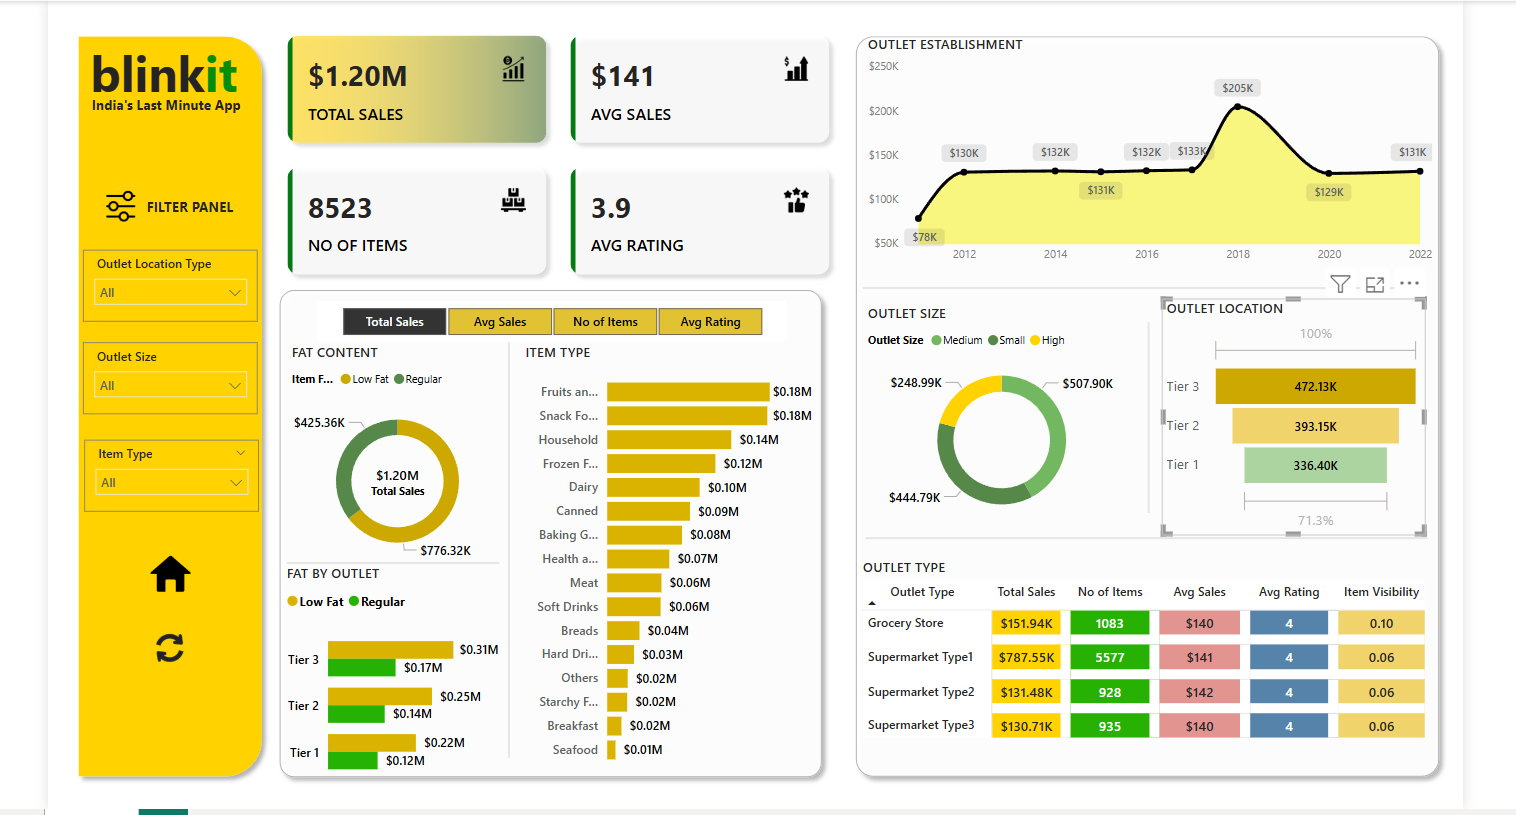 blinkit
India's Last Minute App
FILTER PANEL
Outlet Location Type
All
Outlet Size
All
Item Type
All
$1.20M
TOTAL SALES
$141
AVG SALES
8523
NO OF ITEMS
3.9
AVG RATING
Total Sales Avg Sales No of Items Avg Rating
FAT CONTENT
Item F... Low Fat Regular
$425.36K
$1.20M
Total Sales
$776.32K
FAT BY OUTLET
Low Fat Regular
Tier 3 $0.31M
$0.17M
Tier 2 $0.25M
$0.14M
Tier 1 $0.22M
$0.12M
ITEM TYPE
Fruits an... $0.18M
Snack Fo... $0.18M
Household $0.14M
Frozen F... $0.12M
Dairy $0.10M
Canned $0.09M
Baking G... $0.08M
Health a... $0.07M
Meat $0.06M
Soft Drinks $0.06M
Breads $0.04M
Hard Dri... $0.03M
Others $0.02M
Starchy F... $0.02M
Breakfast $0.02M
Seafood $0.01M
OUTLET ESTABLISHMENT
$250K
$200K
$150K
$100K
$50K
$78K
$130K
$132K
$131K
$132K
$133K
$205K
$129K
$131K
2012 2014 2016 2018 2020 2022
OUTLET SIZE
Outlet Size Medium Small High
$248.99K
$507.90K
$444.79K
OUTLET LOCATION
100%
Tier 3 472.13K
Tier 2 393.15K
Tier 1 336.40K
71.3%
OUTLET TYPE
Outlet Type Total Sales No of Items Avg Sales Avg Rating Item Visibility
Grocery Store $151.94K 1083 $140 4 0.10
Supermarket Type1 $787.55K 5577 $141 4 0.06
Supermarket Type2 $131.48K 928 $142 4 0.06
Supermarket Type3 $130.71K 935 $140 4 0.06